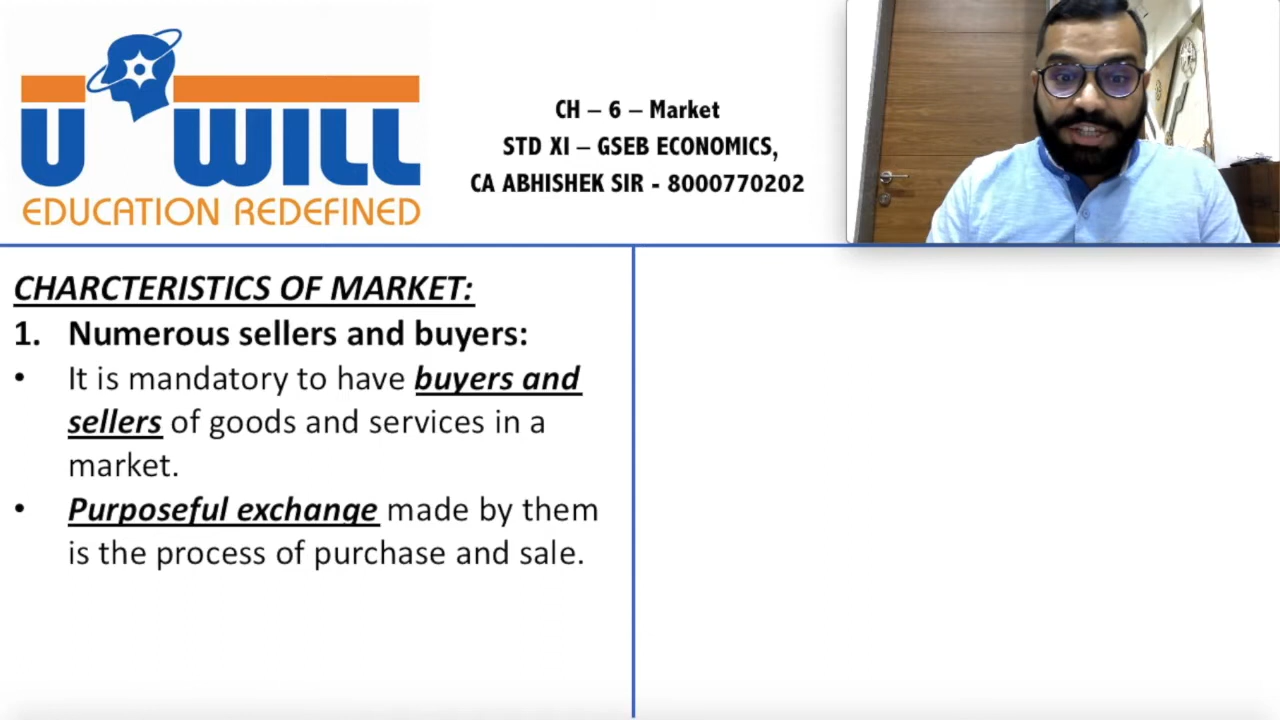 U WILL
EDUCATION REDEFINED
CH – 6 – Market
STD XI – GSEB ECONOMICS,
CA ABHISHEK SIR - 8000770202
CHARCTERISTICS OF MARKET:
1. Numerous sellers and buyers:
• It is mandatory to have buyers and
sellers of goods and services in a
market.
• Purposeful exchange made by them
is the process of purchase and sale.